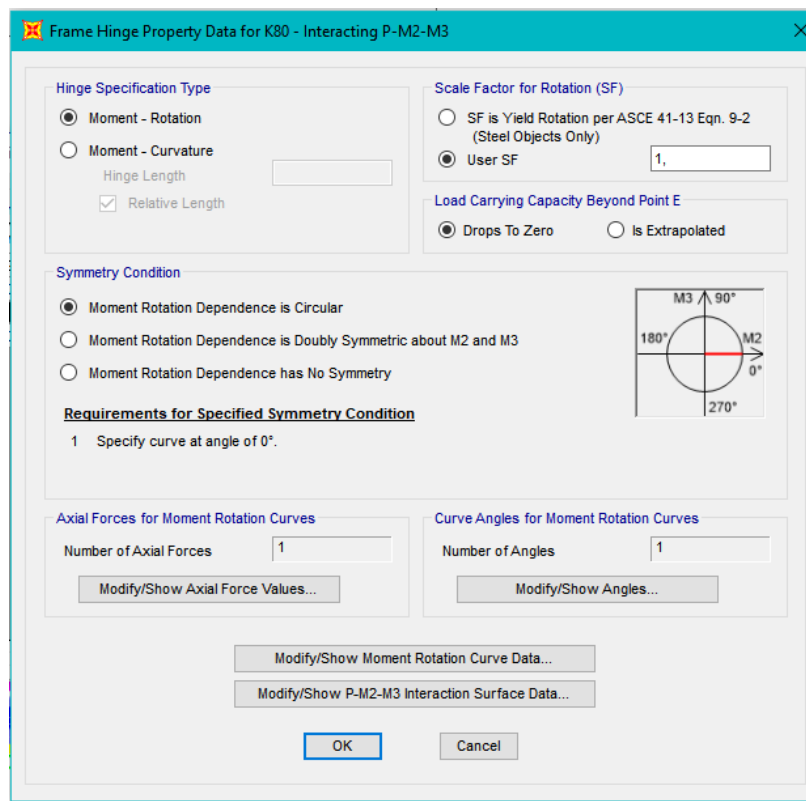 Frame Hinge Property Data for K80 - Interacting P-M2-M3
Hinge Specification Type
Moment - Rotation
Moment - Curvature
Hinge Length
Relative Length
Scale Factor for Rotation (SF)
SF is Yield Rotation per ASCE 41-13 Eqn. 9-2
(Steel Objects Only)
User SF
1,
Load Carrying Capacity Beyond Point E
Drops To Zero
Is Extrapolated
Symmetry Condition
Moment Rotation Dependence is Circular
Moment Rotation Dependence is Doubly Symmetric about M2 and M3
Moment Rotation Dependence has No Symmetry
Requirements for Specified Symmetry Condition
1 Specify curve at angle of 0°.
M3 90°
180° M2
0°
270°
Axial Forces for Moment Rotation Curves
Number of Axial Forces 1
Modify/Show Axial Force Values...
Curve Angles for Moment Rotation Curves
Number of Angles 1
Modify/Show Angles...
Modify/Show Moment Rotation Curve Data...
Modify/Show P-M2-M3 Interaction Surface Data...
OK Cancel